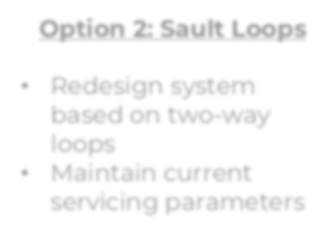 Option 2: Sault Loops
• Redesign system
based on two-way
loops
• Maintain current
servicing parameters